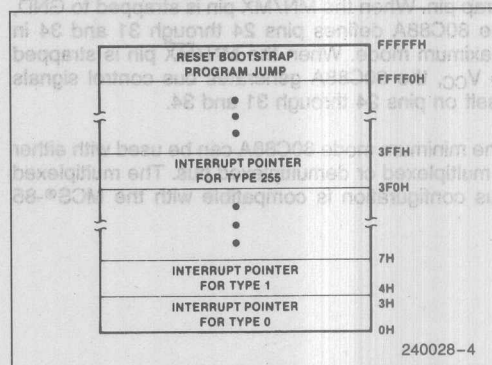 FFFFFH
RESET BOOTSTRAP
PROGRAM JUMP
FFFF0H
3FFH
INTERRUPT POINTER
FOR TYPE 255
3F0H
7H
INTERRUPT POINTER
FOR TYPE 1
4H
3H
INTERRUPT POINTER
FOR TYPE 0
0H
240028–4